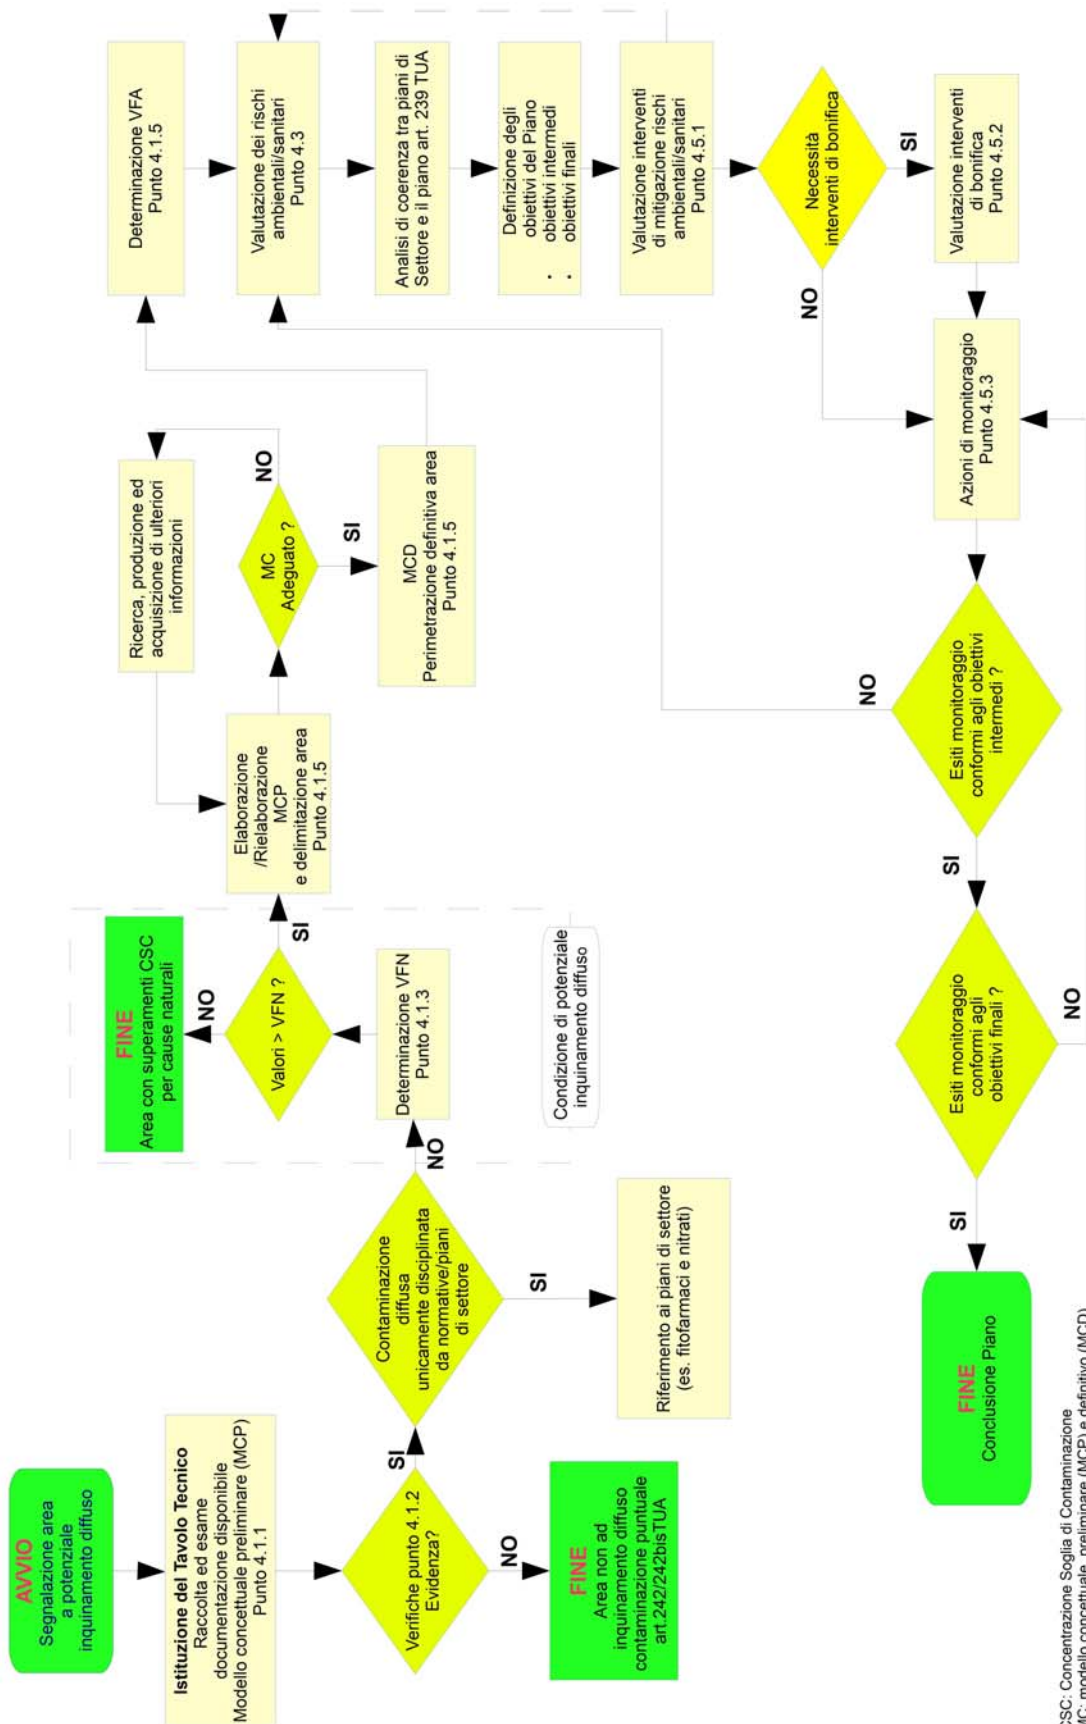 AVVIO
Segnalazione area
a potenziale
inquinamento diffuso
Istituzione del Tavolo Tecnico
Raccolta ed esame
documentazione disponibile
Modello concettuale preliminare (MCP)
Punto 4.1.1
Verifiche punto 4.1.2
Evidenza?
SI
NO
FINE
Area non ad
inquinamento diffuso
contaminazione puntuale
art.242/242bisTUA
Contaminazione
diffusa
unicamente disciplinata
da normative/piani
di settore
NO
SI
Riferimento ai piani di settore
(es. fitofarmaci e nitrati)
Determinazione VFN
Punto 4.1.3
Condizione di potenziale
inquinamento diffuso
Valori > VFN ?
NO
SI
FINE
Area con superamenti CSC
per cause naturali
Elaborazione
/Rielaborazione
MCP
e delimitazione area
Punto 4.1.5
MC
Adeguato ?
NO
SI
Ricerca, produzione ed
acquisizione di ulteriori
informazioni
MCD
Perimetrazione definitiva area
Punto 4.1.5
Determinazione VFA
Punto 4.1.5
Valutazione dei rischi
ambientali/sanitari
Punto 4.3
Analisi di coerenza tra piani di
Settore e il piano art. 239 TUA
Definizione degli
obiettivi del Piano
. obiettivi intermedi
. obiettivi finali
Valutazione interventi
di mitigazione rischi
ambientali/sanitari
Punto 4.5.1
Necessità
interventi di bonifica
NO
SI
Valutazione interventi
di bonifica
Punto 4.5.2
Azioni di monitoraggio
Punto 4.5.3
Esiti monitoraggio
conformi agli obiettivi
intermedi ?
NO
SI
Esiti monitoraggio
conformi agli
obiettivi finali ?
NO
SI
FINE
Conclusione Piano
CSC: Concentrazione Soglia di Contaminazione
MC: modello concettuale, preliminare (MCP) e definitivo (MCD)